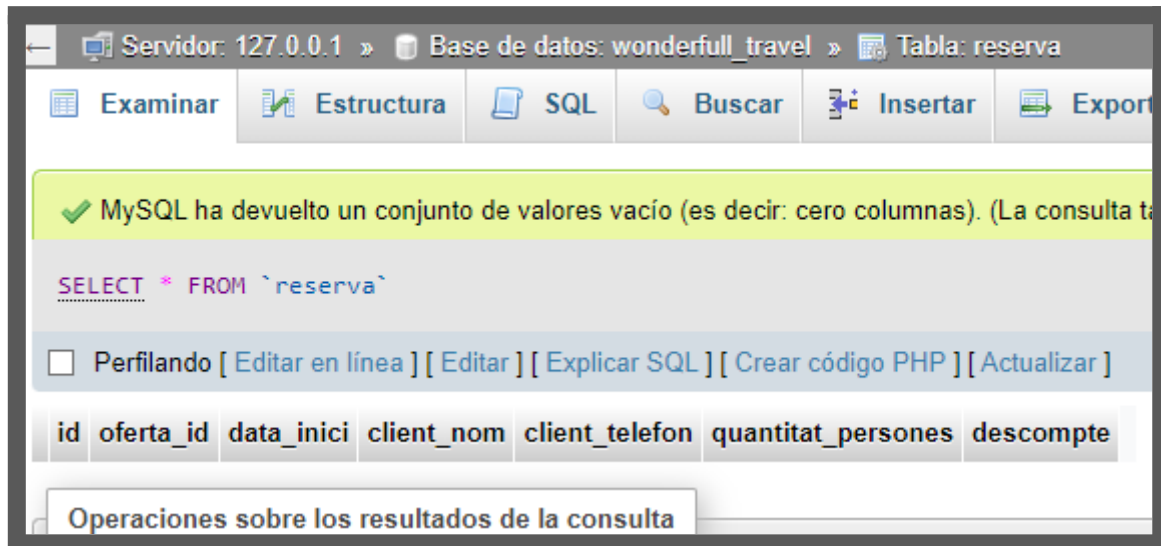 ← Servidor: 127.0.0.1 » Base de datos: wonderfull_travel » Tabla: reserva
Examinar Estructura SQL Buscar Insertar Export
MySQL ha devuelto un conjunto de valores vacío (es decir: cero columnas). (La consulta ta
SELECT * FROM `reserva`
Perfilando [ Editar en línea ] [ Editar ] [ Explicar SQL ] [ Crear código PHP ] [ Actualizar ]
id oferta_id data_inici client_nom client_telefon quantitat_persones descompte
Operaciones sobre los resultados de la consulta